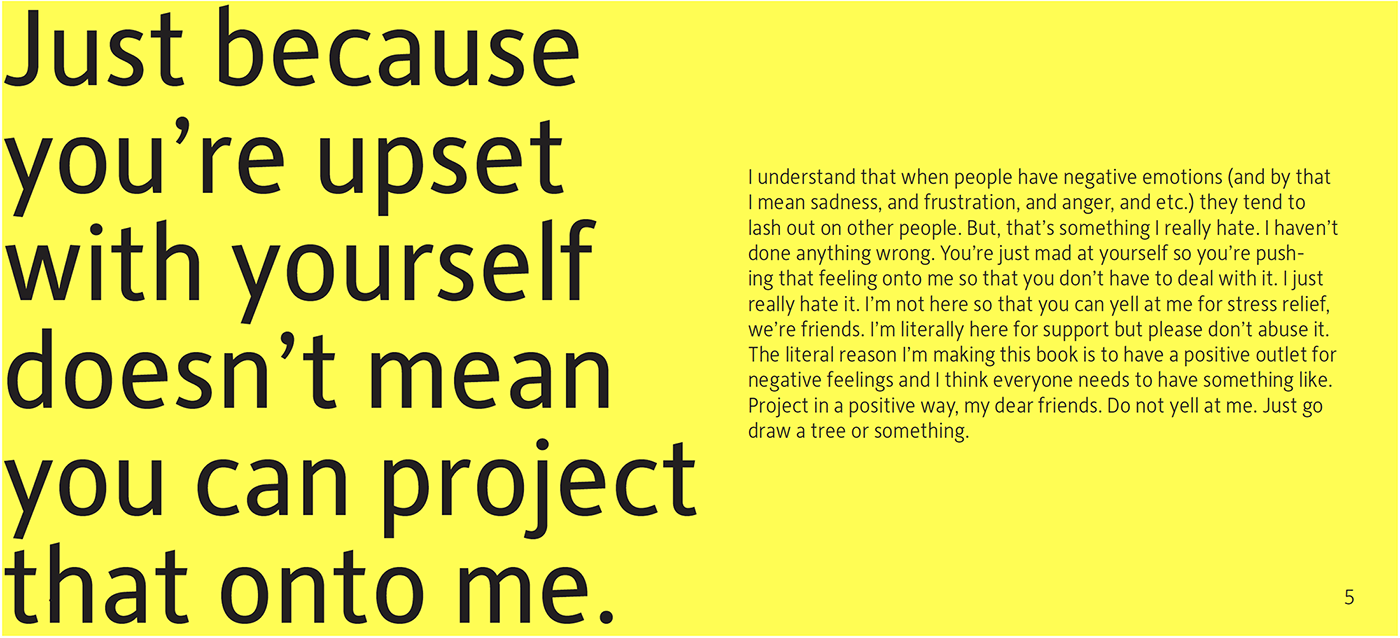 Just because
you’re upset
with yourself
doesn’t mean
you can project
that onto me.
I understand that when people have negative emotions (and by that
I mean sadness, and frustration, and anger, and etc.) they tend to
lash out on other people. But, that’s something I really hate. I haven’t
done anything wrong. You’re just mad at yourself so you’re push-
ing that feeling onto me so that you don’t have to deal with it. I just
really hate it. I’m not here so that you can yell at me for stress relief,
we’re friends. I’m literally here for support but please don’t abuse it.
The literal reason I’m making this book is to have a positive outlet for
negative feelings and I think everyone needs to have something like.
Project in a positive way, my dear friends. Do not yell at me. Just go
draw a tree or something.
5